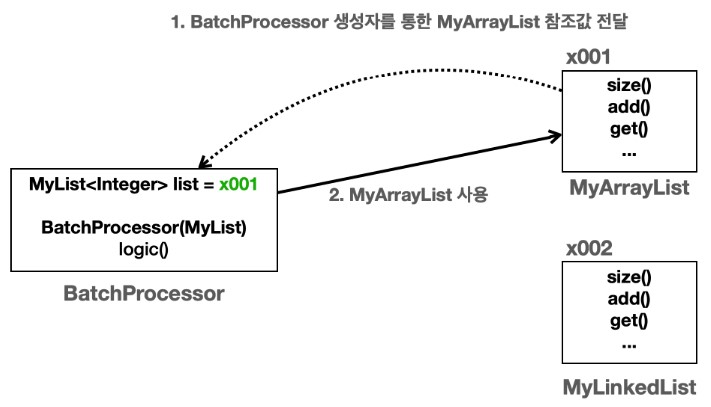 1. BatchProcessor 생성자를 통한 MyArrayList 참조값 전달
x001
size()
add()
get()
...
MyArrayList
MyList<Integer> list = x001
BatchProcessor(MyList)
logic()
BatchProcessor
2. MyArrayList 사용
x002
size()
add()
get()
...
MyLinkedList